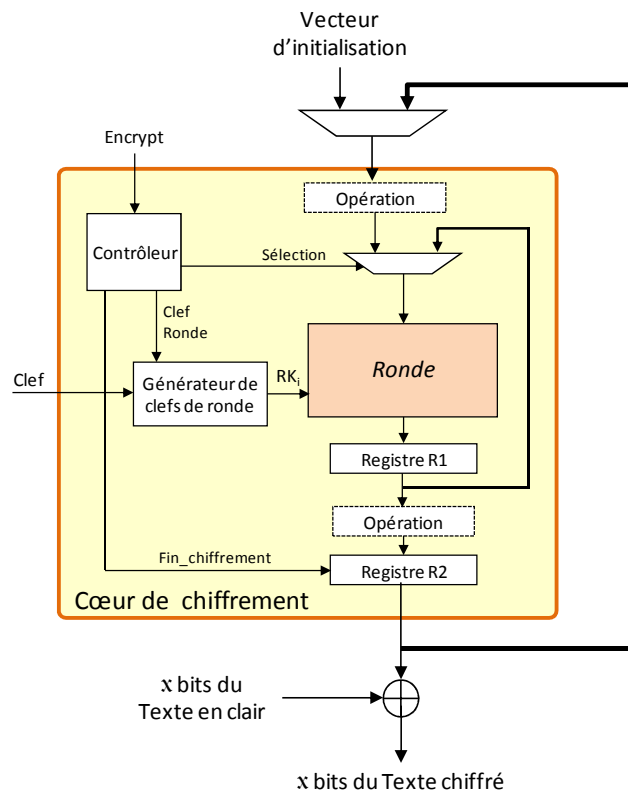 Vecteur
d'initialisation
Encrypt
Opération
Contrôleur
Sélection
Clef
Ronde
Ronde
Clef
Générateur de
clefs de ronde
RKi
Registre R1
Opération
Fin_chiffrement
Registre R2
Cœur de chiffrement
x bits du
Texte en clair
x bits du Texte chiffré